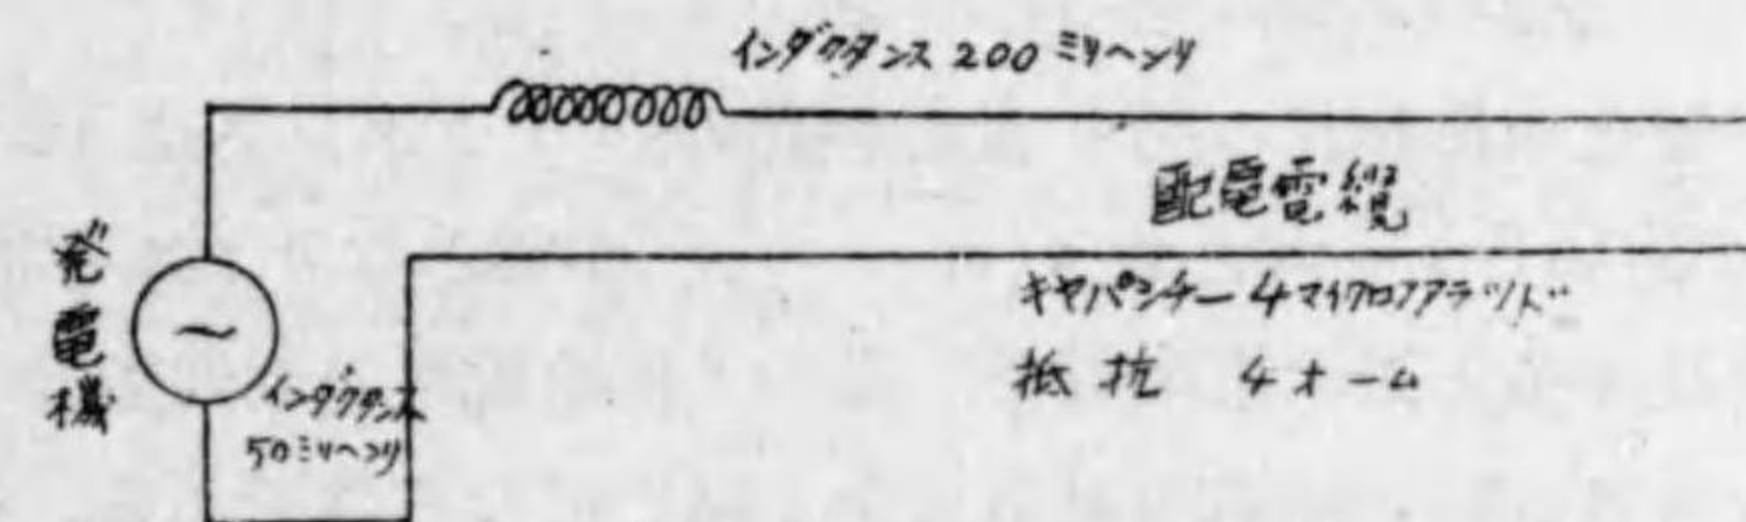 インダクタンス 200 ミリヘンリ
配電電纜
発電機
インダクタンス
50ミリヘンリ
キヤパシチー 4マイクロフアラッド
抵抗 4オーム